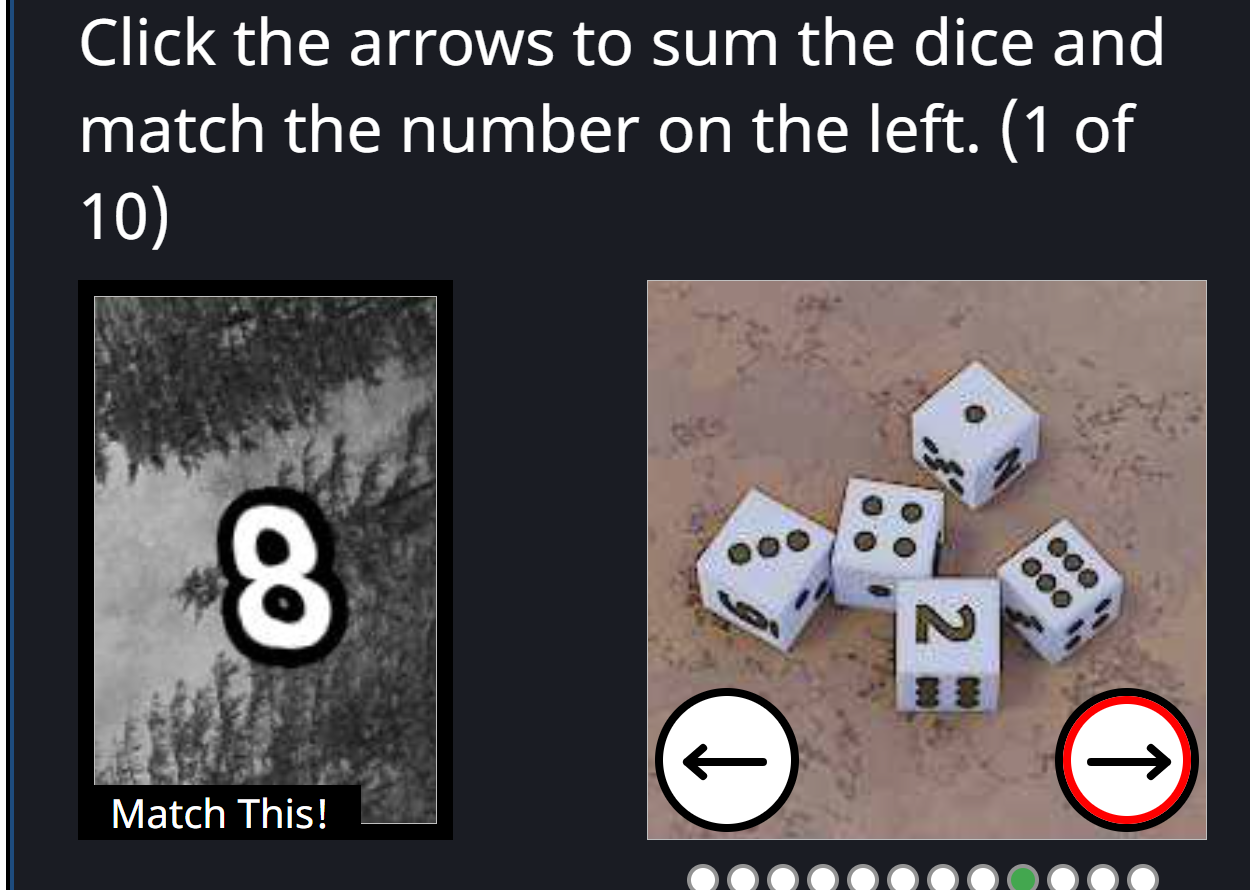 Click the arrows to sum the dice and
match the number on the left. (1 of
10)
8
Match This!
2